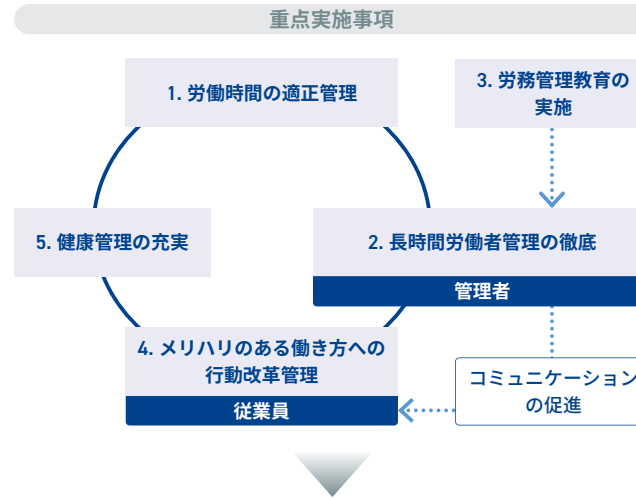 重点実施事項
1. 労働時間の適正管理
3. 労務管理教育の
実施
5. 健康管理の充実
2. 長時間労働者管理の徹底
管理者
4. メリハリのある働き方への
行動改革管理
従業員
コミュニケーション
の促進